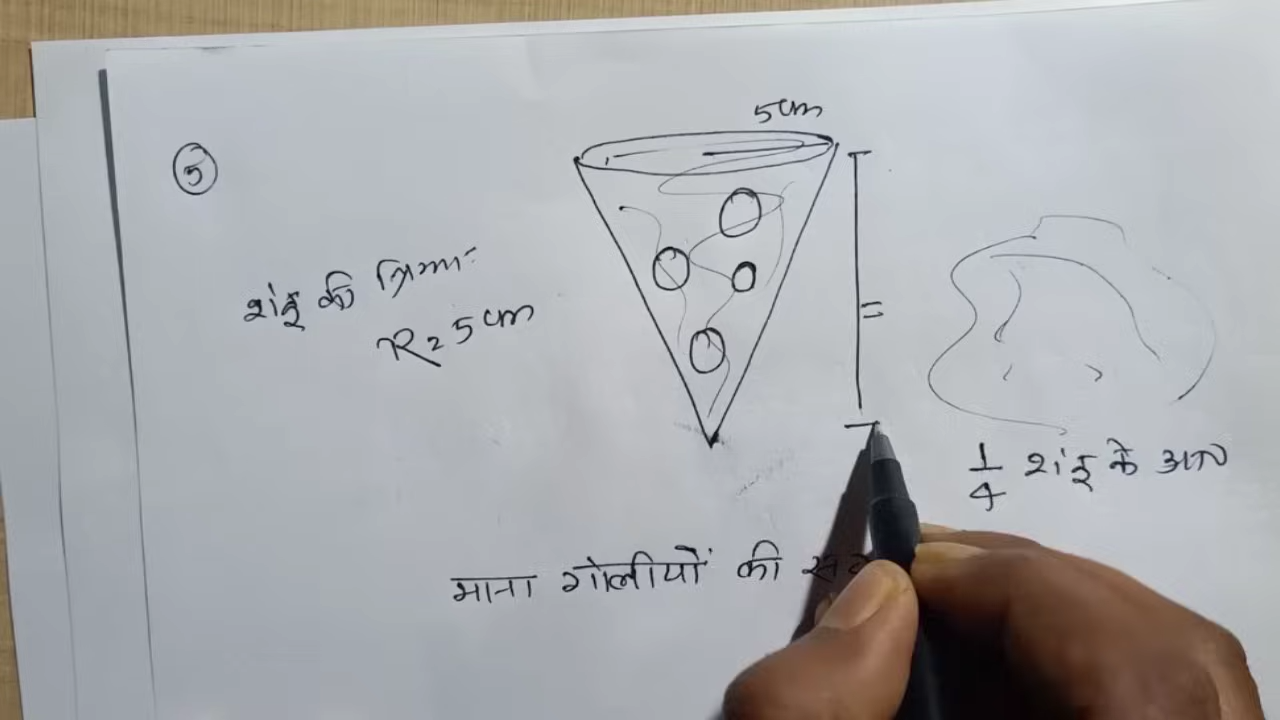 5
5cm
शंकु की त्रिज्या:
R = 5 cm
=
1/4 शंकु के आय
माना गोलीयों की